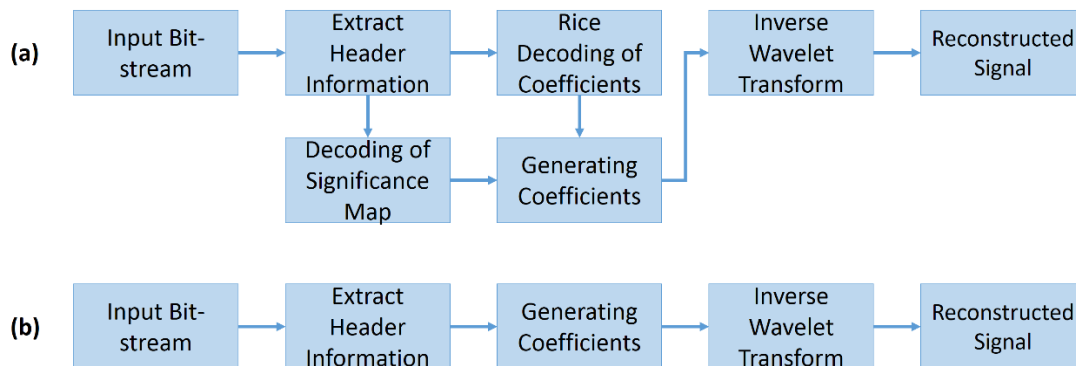 (a)
Input Bit-
stream
Extract
Header
Information
Rice
Decoding of
Coefficients
Inverse
Wavelet
Transform
Reconstructed
Signal
Decoding of
Significance
Map
Generating
Coefficients
(b)
Input Bit-
stream
Extract
Header
Information
Generating
Coefficients
Inverse
Wavelet
Transform
Reconstructed
Signal